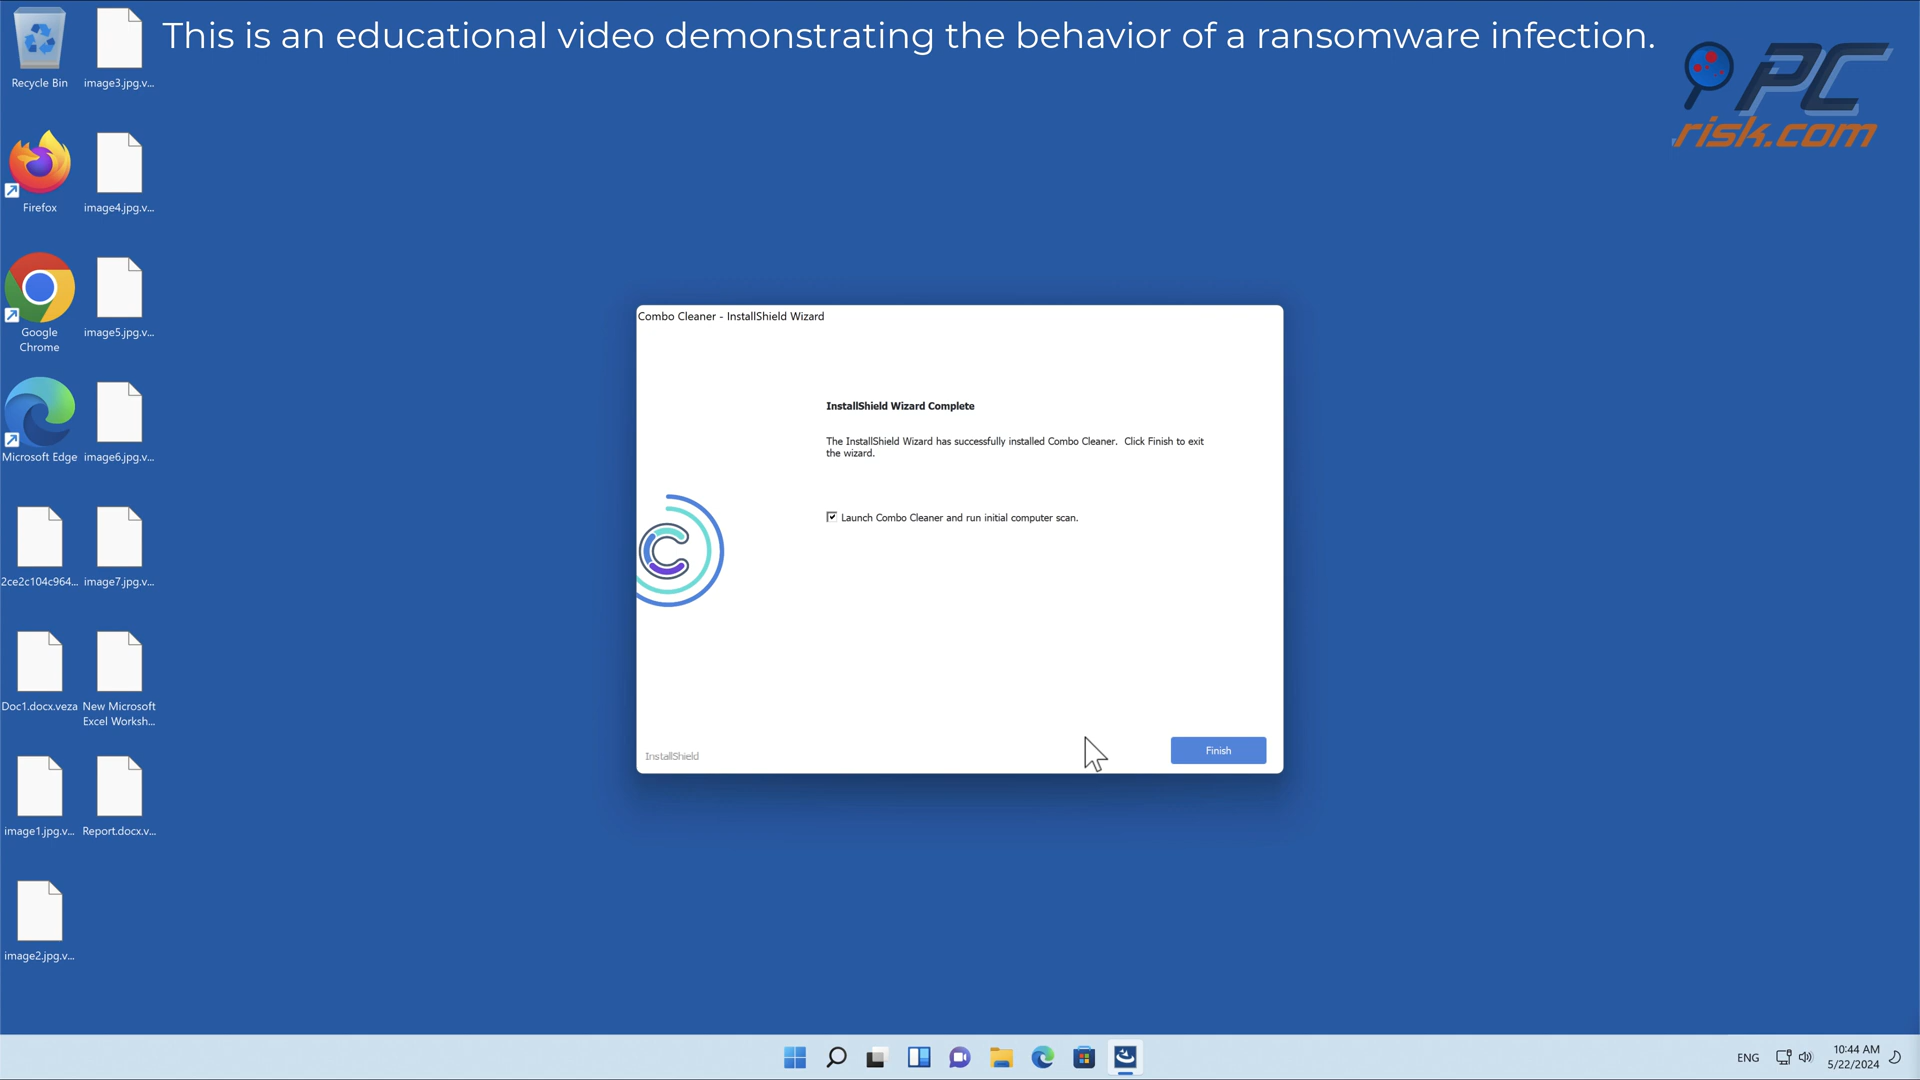 This is an educational video demonstrating the behavior of a ransomware infection.
PC
risk.com
Recycle Bin
image3.jpg.v...
Firefox
image4.jpg.v...
Google
Chrome
image5.jpg.v...
Microsoft Edge
image6.jpg.v...
2ce2c104c964...
image7.jpg.v...
Doc1.docx.veza
New Microsoft
Excel Worksh...
image1.jpg.v...
Report.docx.v...
image2.jpg.v...
Combo Cleaner - InstallShield Wizard
InstallShield Wizard Complete
The InstallShield Wizard has successfully installed Combo Cleaner. Click Finish to exit
the wizard.
Launch Combo Cleaner and run initial computer scan.
InstallShield
Finish
ENG
10:44 AM
5/22/2024